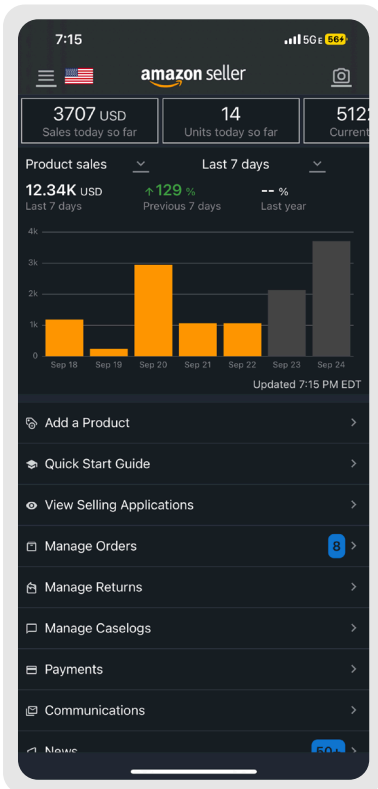 7:15
5G E 56
amazon seller
3707 USD
Sales today so far
14
Units today so far
512
Current
Product sales
Last 7 days
12.34K USD
Last 7 days
↑129 %
Previous 7 days
-- %
Last year
4k
3k
2k
1k
0
Sep 18 Sep 19 Sep 20 Sep 21 Sep 22 Sep 23 Sep 24
Updated 7:15 PM EDT
Add a Product
Quick Start Guide
View Selling Applications
Manage Orders
8
Manage Returns
Manage Caselogs
Payments
Communications
News
50+